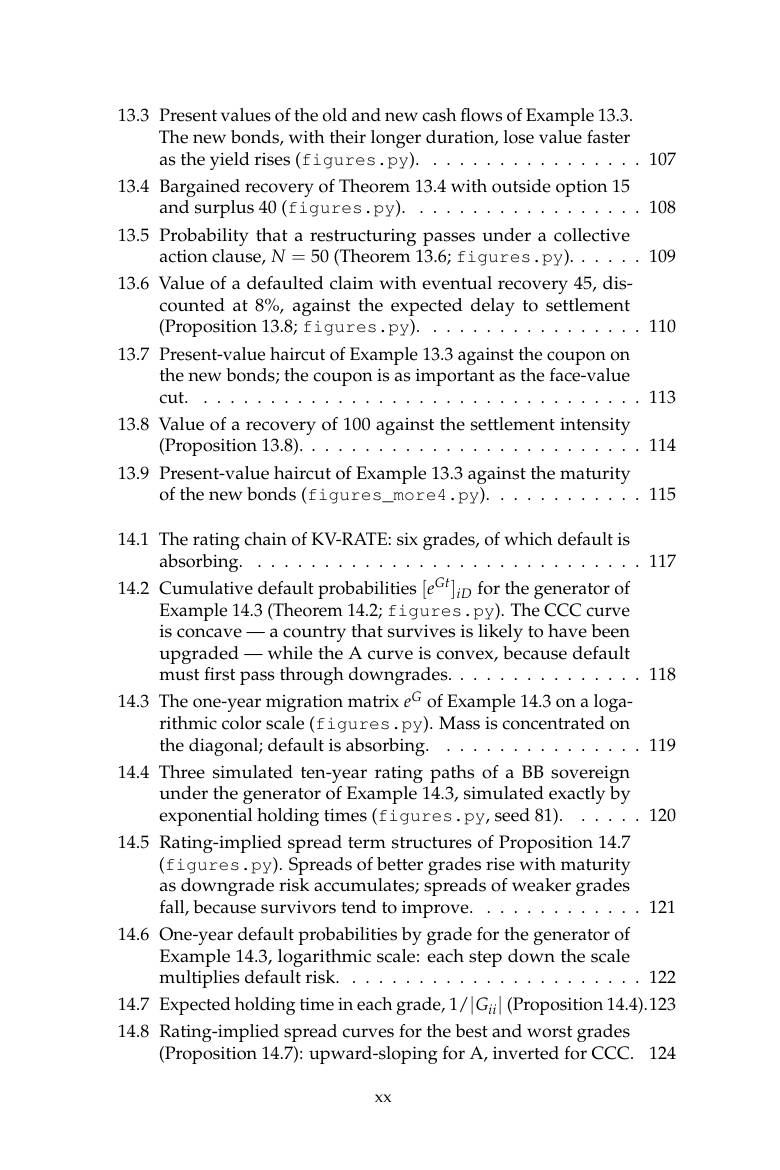 13.3 Present values of the old and new cash flows of Example 13.3.
The new bonds, with their longer duration, lose value faster
as the yield rises (figures.py). . . . . . . . . . . . . . . . . . 107
13.4 Bargained recovery of Theorem 13.4 with outside option 15
and surplus 40 (figures.py). . . . . . . . . . . . . . . . . . 108
13.5 Probability that a restructuring passes under a collective
action clause, N = 50 (Theorem 13.6; figures.py). . . . . . 109
13.6 Value of a defaulted claim with eventual recovery 45, dis-
counted at 8%, against the expected delay to settlement
(Proposition 13.8; figures.py). . . . . . . . . . . . . . . . . 110
13.7 Present-value haircut of Example 13.3 against the coupon on
the new bonds; the coupon is as important as the face-value
cut. . . . . . . . . . . . . . . . . . . . . . . . . . . . . . . . . . 113
13.8 Value of a recovery of 100 against the settlement intensity
(Proposition 13.8). . . . . . . . . . . . . . . . . . . . . . . . . . 114
13.9 Present-value haircut of Example 13.3 against the maturity
of the new bonds (figures_more4.py). . . . . . . . . . . . 115
14.1 The rating chain of KV-RATE: six grades, of which default is
absorbing. . . . . . . . . . . . . . . . . . . . . . . . . . . . . . 117
14.2 Cumulative default probabilities [e^{Gt}]_{iD} for the generator of
Example 14.3 (Theorem 14.2; figures.py). The CCC curve
is concave — a country that survives is likely to have been
upgraded — while the A curve is convex, because default
must first pass through downgrades. . . . . . . . . . . . . . . 118
14.3 The one-year migration matrix e^G of Example 14.3 on a loga-
rithmic color scale (figures.py). Mass is concentrated on
the diagonal; default is absorbing. . . . . . . . . . . . . . . . 119
14.4 Three simulated ten-year rating paths of a BB sovereign
under the generator of Example 14.3, simulated exactly by
exponential holding times (figures.py, seed 81). . . . . . 120
14.5 Rating-implied spread term structures of Proposition 14.7
(figures.py). Spreads of better grades rise with maturity
as downgrade risk accumulates; spreads of weaker grades
fall, because survivors tend to improve. . . . . . . . . . . . . 121
14.6 One-year default probabilities by grade for the generator of
Example 14.3, logarithmic scale: each step down the scale
multiplies default risk. . . . . . . . . . . . . . . . . . . . . . . 122
14.7 Expected holding time in each grade, 1/|G_{ii}| (Proposition 14.4).123
14.8 Rating-implied spread curves for the best and worst grades
(Proposition 14.7): upward-sloping for A, inverted for CCC. 124
xx